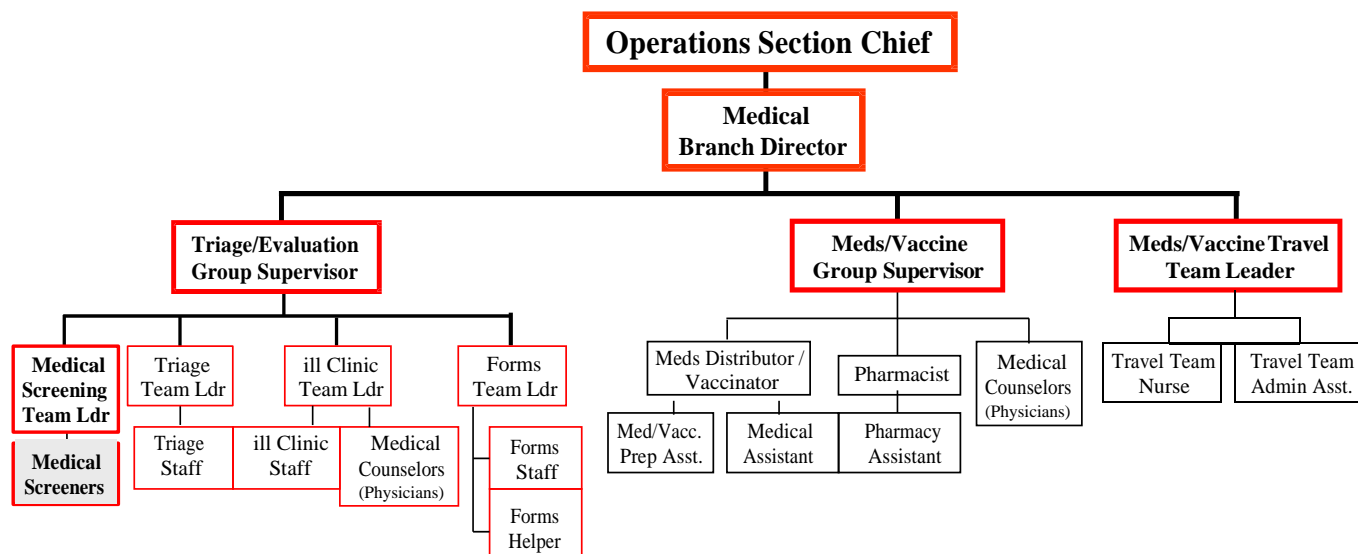 Operations Section Chief
Medical
Branch Director
Triage/Evaluation
Group Supervisor
Meds/Vaccine
Group Supervisor
Meds/Vaccine Travel
Team Leader
Medical
Screening
Team Ldr
Triage
Team Ldr
ill Clinic
Team Ldr
Forms
Team Ldr
Meds Distributor /
Vaccinator
Pharmacist
Medical
Counselors
(Physicians)
Travel Team
Nurse
Travel Team
Admin Asst.
Medical
Screeners
Triage
Staff
ill Clinic
Staff
Medical
Counselors
(Physicians)
Forms
Staff
Forms
Helper
Med/Vacc.
Prep Asst.
Medical
Assistant
Pharmacy
Assistant